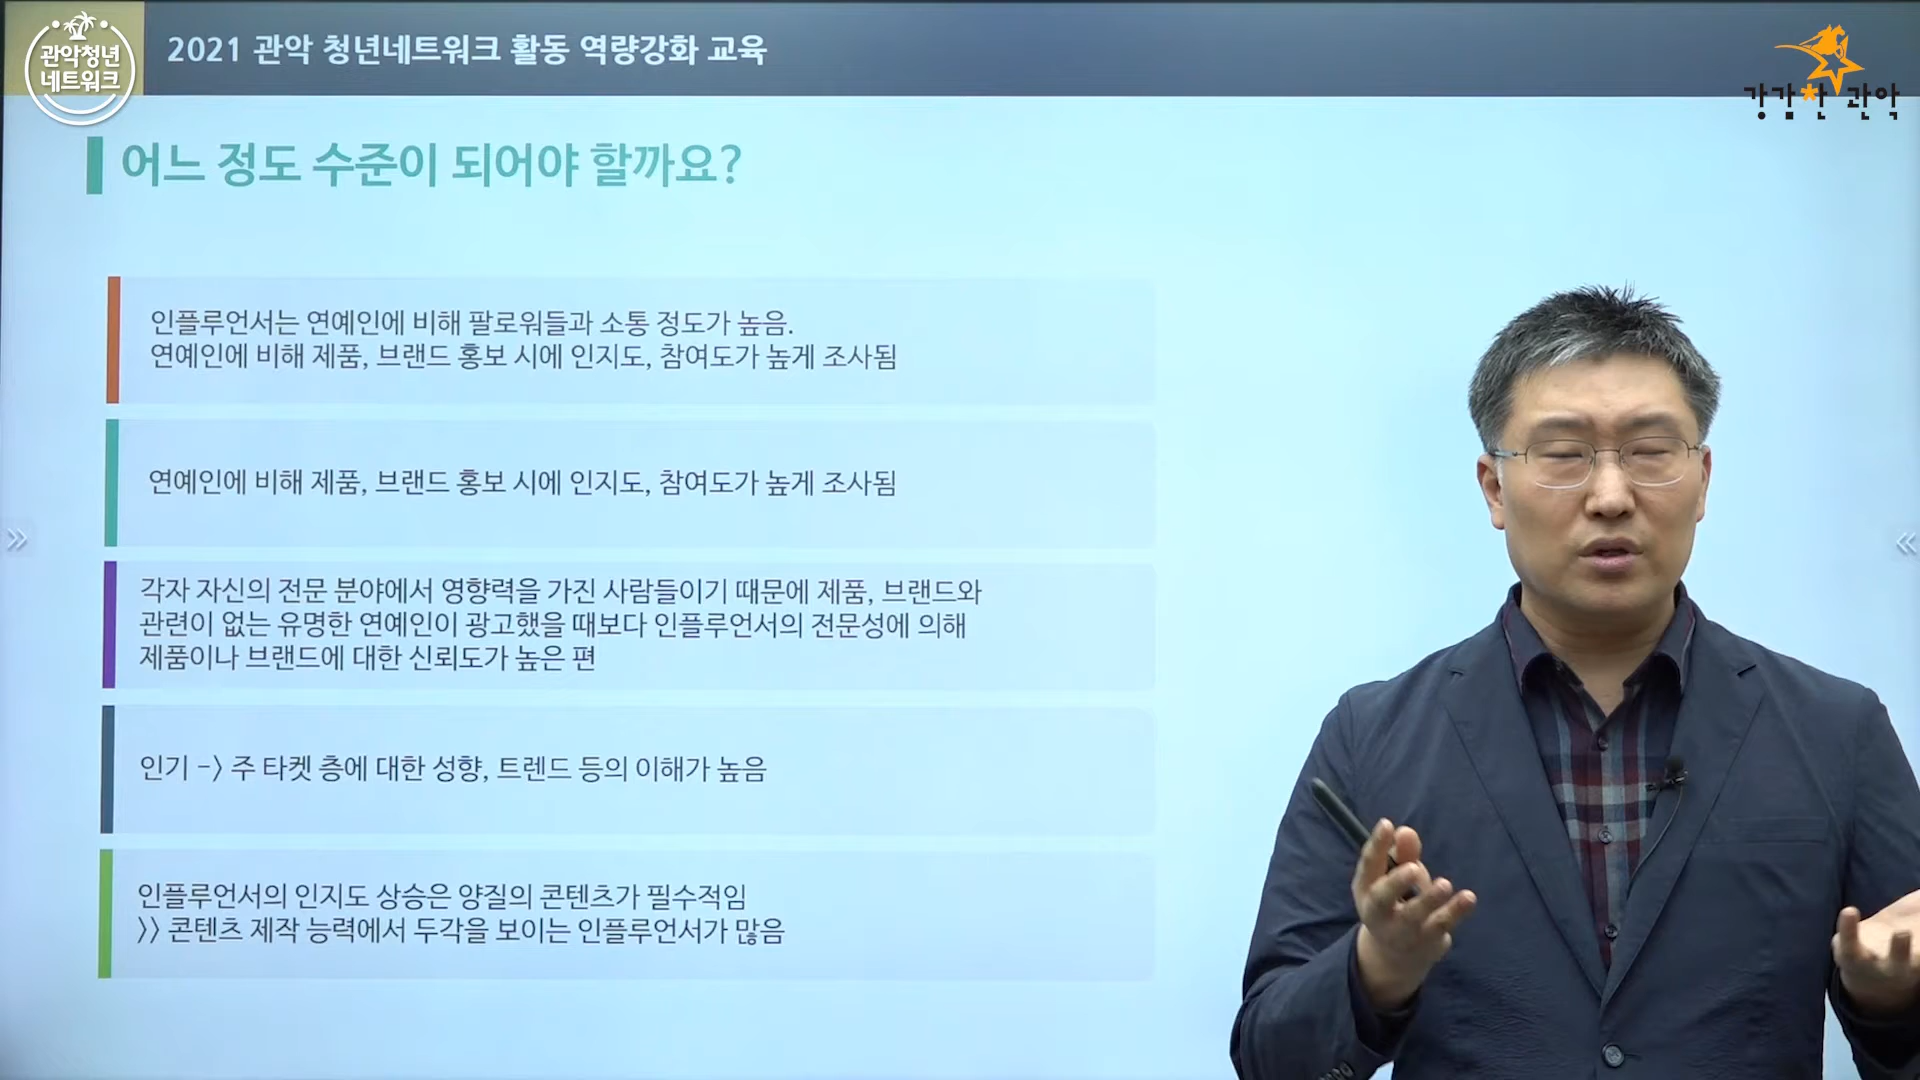 관악청년
네트워크
2021 관악 청년네트워크 활동 역량강화 교육
강감찬 관악
어느 정도 수준이 되어야 할까요?
인플루언서는 연예인에 비해 팔로워들과 소통 정도가 높음.
연예인에 비해 제품, 브랜드 홍보 시에 인지도, 참여도가 높게 조사됨
연예인에 비해 제품, 브랜드 홍보 시에 인지도, 참여도가 높게 조사됨
각자 자신의 전문 분야에서 영향력을 가진 사람들이기 때문에 제품, 브랜드와
관련이 없는 유명한 연예인이 광고했을 때보다 인플루언서의 전문성에 의해
제품이나 브랜드에 대한 신뢰도가 높은 편
인기 -> 주 타켓 층에 대한 성향, 트렌드 등의 이해가 높음
인플루언서의 인지도 상승은 양질의 콘텐츠가 필수적임
>> 콘텐츠 제작 능력에서 두각을 보이는 인플루언서가 많음